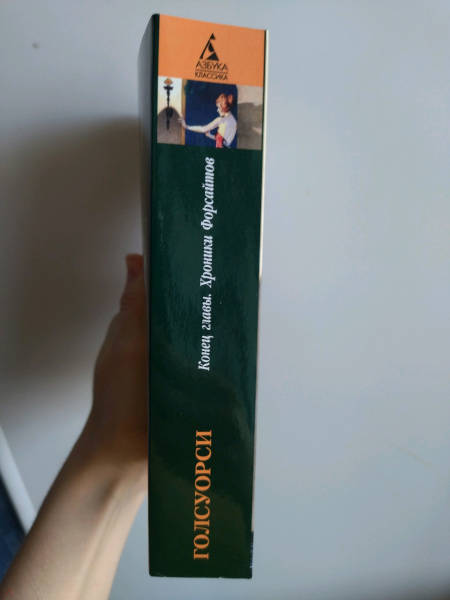 АЗБУКА
КЛАССИКА
Конец главы. Хроники Форсайтов
ГОЛСУОРСИ